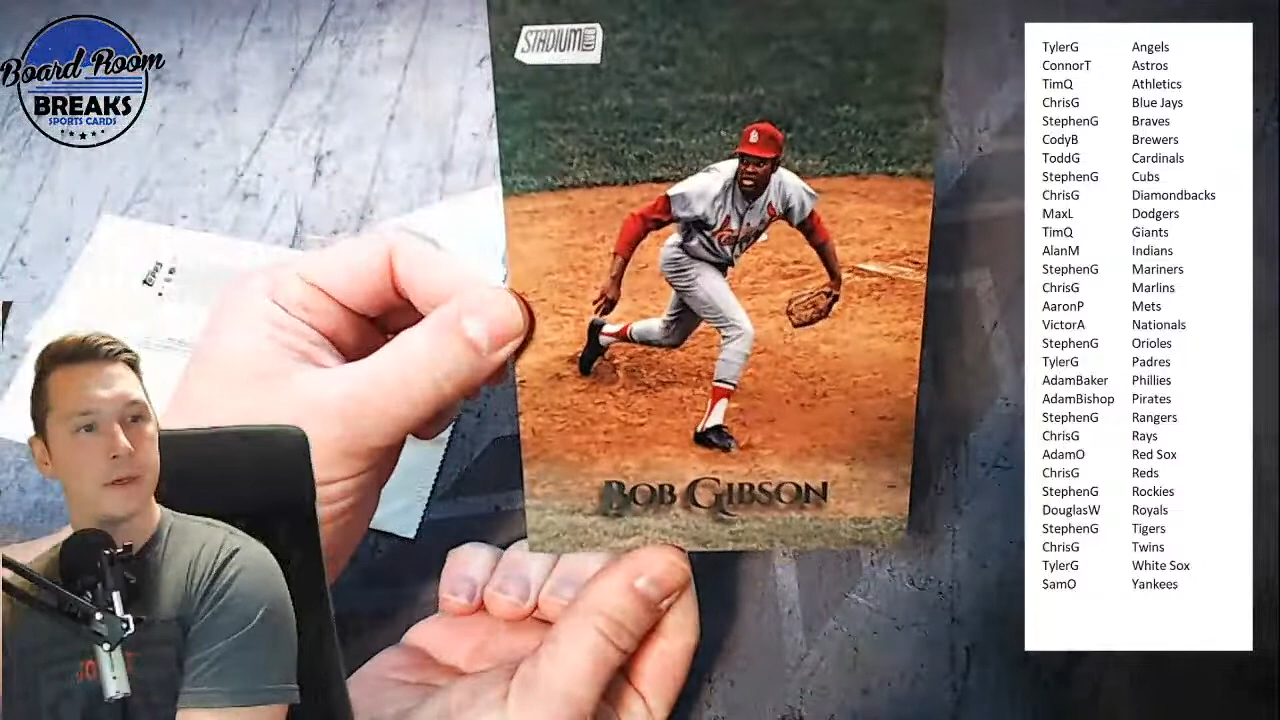 Board Room
BREAKS
SPORTS CARDS
STADIUM CLUB
Cardinals
BOB GIBSON
Topps
TylerG Angels
ConnorT Astros
TimQ Athletics
ChrisG Blue Jays
StephenG Braves
CodyB Brewers
ToddG Cardinals
StephenG Cubs
ChrisG Diamondbacks
MaxL Dodgers
TimQ Giants
AlanM Indians
StephenG Mariners
ChrisG Marlins
AaronP Mets
VictorA Nationals
StephenG Orioles
TylerG Padres
AdamBaker Phillies
AdamBishop Pirates
StephenG Rangers
ChrisG Rays
AdamO Red Sox
ChrisG Reds
StephenG Rockies
DouglasW Royals
StephenG Tigers
ChrisG Twins
TylerG White Sox
SamO Yankees